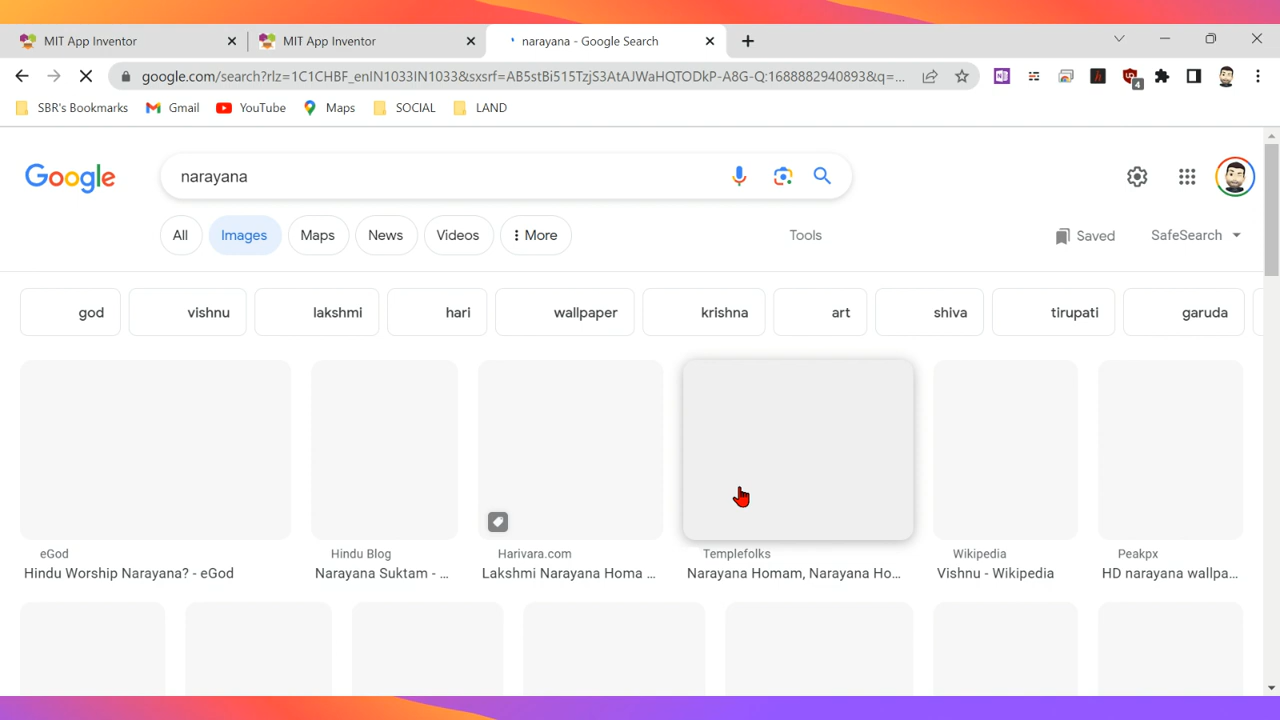 MIT App Inventor
MIT App Inventor
narayana - Google Search
google.com/search?rlz=1C1CHBF_enIN1033IN1033&sxsrf=AB5stBi515TzjS3AtAJWaHQTODkP-A9G-Q:1688882940893&q=...
4
SBR's Bookmarks
Gmail
YouTube
Maps
SOCIAL
LAND
Google
narayana
All
Images
Maps
News
Videos
More
Tools
Saved
SafeSearch
god
vishnu
lakshmi
hari
wallpaper
krishna
art
shiva
tirupati
garuda
eGod
Hindu Worship Narayana? - eGod
Hindu Blog
Narayana Suktam - ...
Harivara.com
Lakshmi Narayana Homa ...
Templefolks
Narayana Homam, Narayana Ho...
Wikipedia
Vishnu - Wikipedia
Peakpx
HD narayana wallpa...